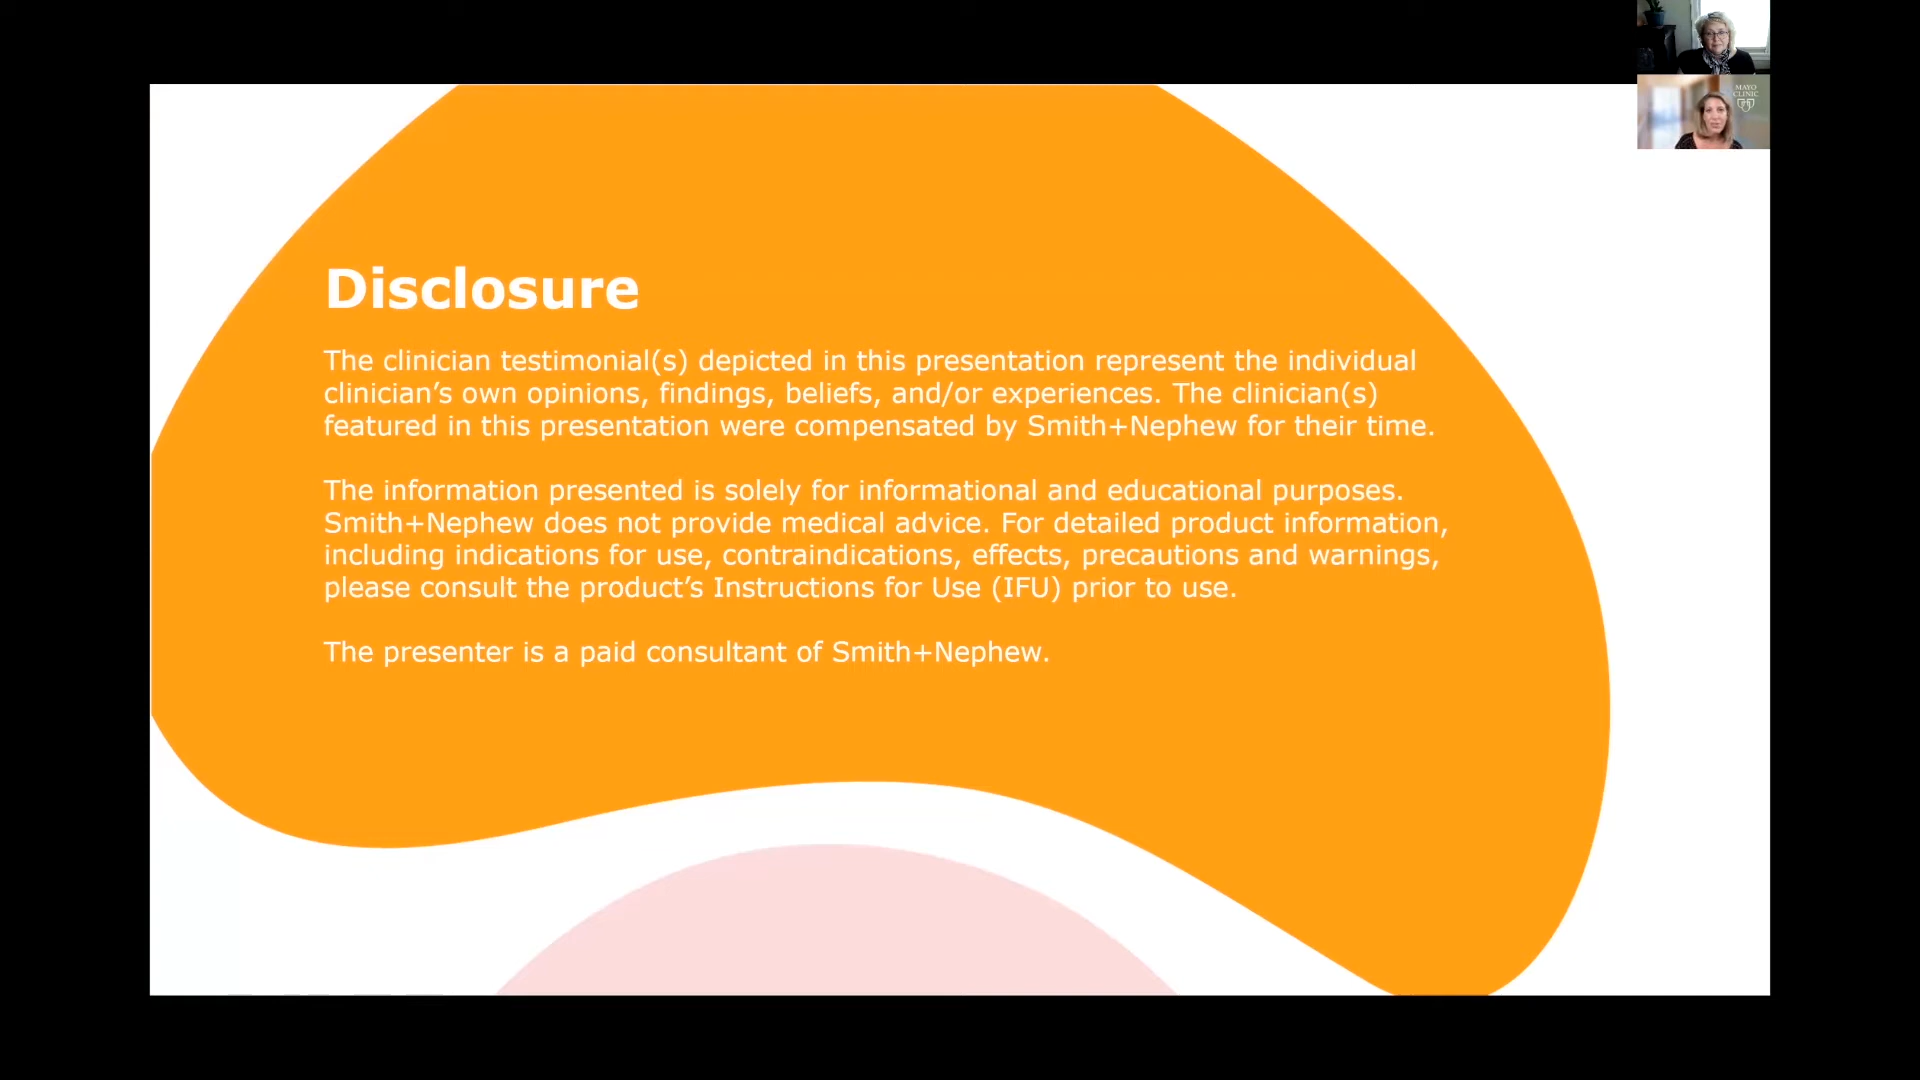 MAYO
CLINIC
Disclosure
The clinician testimonial(s) depicted in this presentation represent the individual
clinician’s own opinions, findings, beliefs, and/or experiences. The clinician(s)
featured in this presentation were compensated by Smith+Nephew for their time.
The information presented is solely for informational and educational purposes.
Smith+Nephew does not provide medical advice. For detailed product information,
including indications for use, contraindications, effects, precautions and warnings,
please consult the product’s Instructions for Use (IFU) prior to use.
The presenter is a paid consultant of Smith+Nephew.